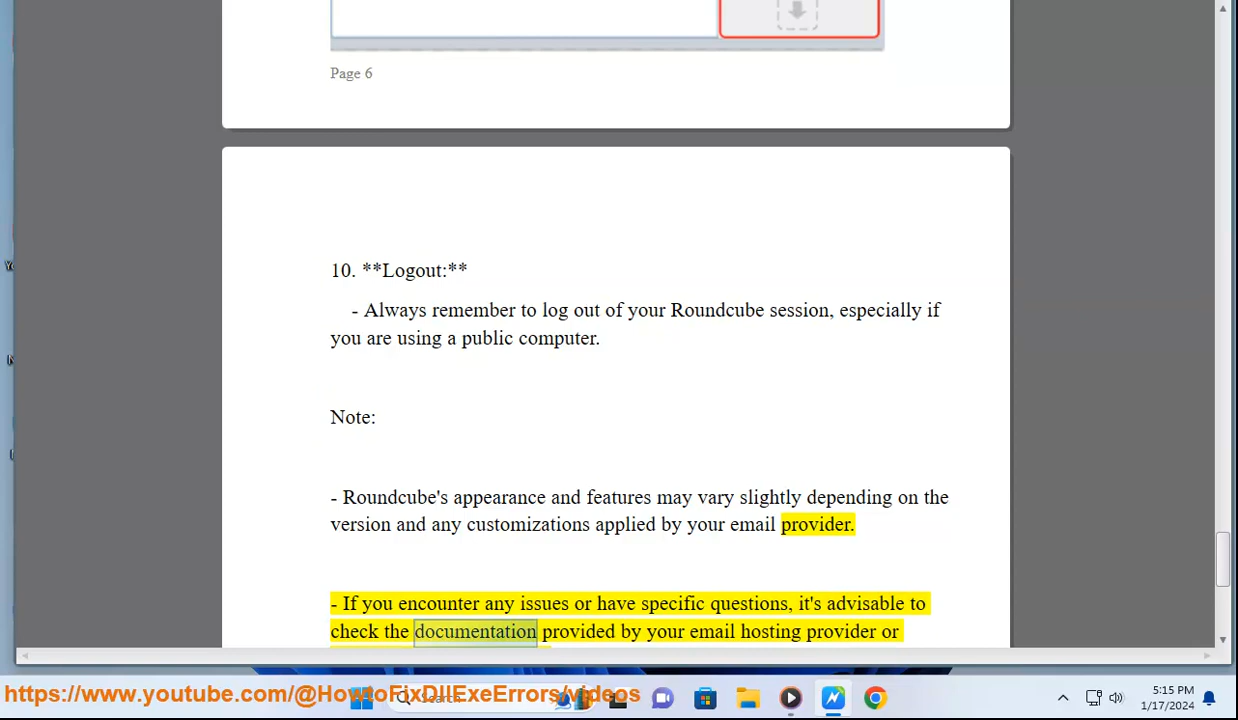 Page 6
10. **Logout:**
- Always remember to log out of your Roundcube session, especially if
you are using a public computer.
Note:
- Roundcube's appearance and features may vary slightly depending on the
version and any customizations applied by your email provider.
- If you encounter any issues or have specific questions, it's advisable to
check the documentation provided by your email hosting provider or
https://www.youtube.com/@HowtoFixDllExeErrors/videos
Search
5:15 PM
1/17/2024